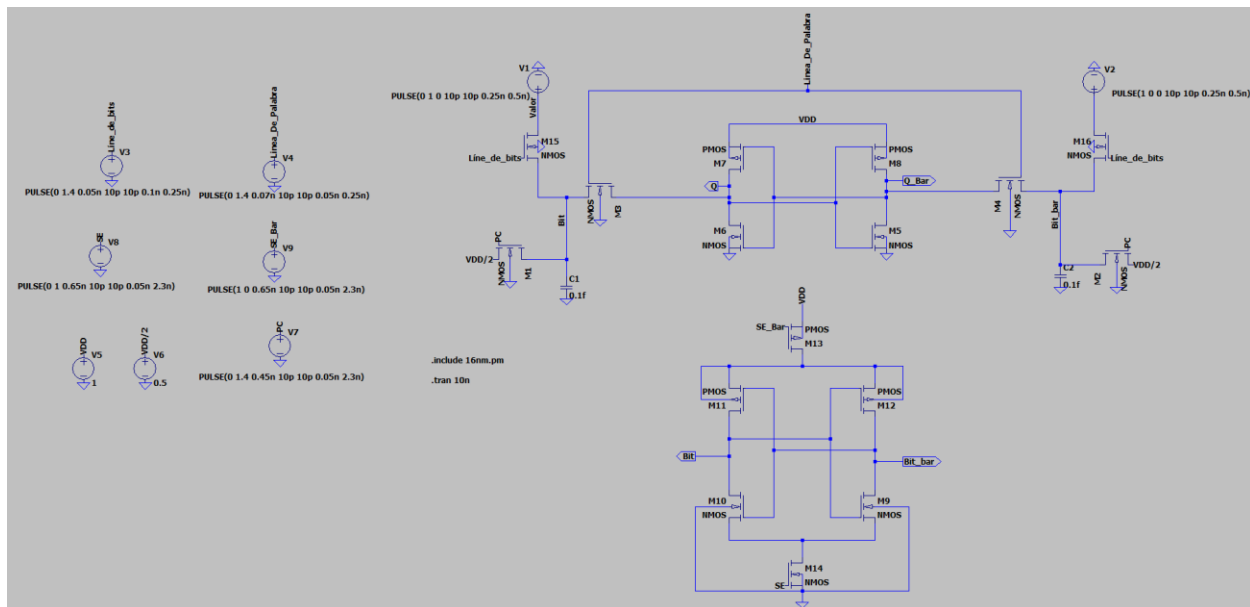 Linea_De_Palabra
V1
PULSE(0 1 0 10p 10p 0.25n 0.5n)
Valor
M15
NMOS
Line_de_bits
V2
PULSE(1 0 0 10p 10p 0.25n 0.5n)
M16
NMOS
Line_de_bits
Line_de_bits
V3
PULSE(0 1.4 0.05n 10p 10p 0.1n 0.25n)
Linea_De_Palabra
V4
PULSE(0 1.4 0.07n 10p 10p 0.05n 0.25n)
VDD
PMOS
M7
PMOS
M8
Q
Q_Bar
M6
NMOS
M5
NMOS
Bit
NMOS
M3
M4
NMOS
Bit_bar
PC
VDD/2
NMOS
M1
C1
0.1f
C2
0.1f
M2
NMOS
PC
VDD/2
SE
V8
PULSE(0 1 0.65n 10p 10p 0.05n 2.3n)
SE_Bar
V9
PULSE(1 0 0.65n 10p 10p 0.05n 2.3n)
VDD
V5
1
VDD/2
V6
0.5
PC
V7
PULSE(0 1.4 0.45n 10p 10p 0.05n 2.3n)
.include 16nm.pm
.tran 10n
VDD
SE_Bar
PMOS
M13
PMOS
M11
PMOS
M12
Bit
Bit_bar
M10
NMOS
M9
NMOS
M14
SE
NMOS